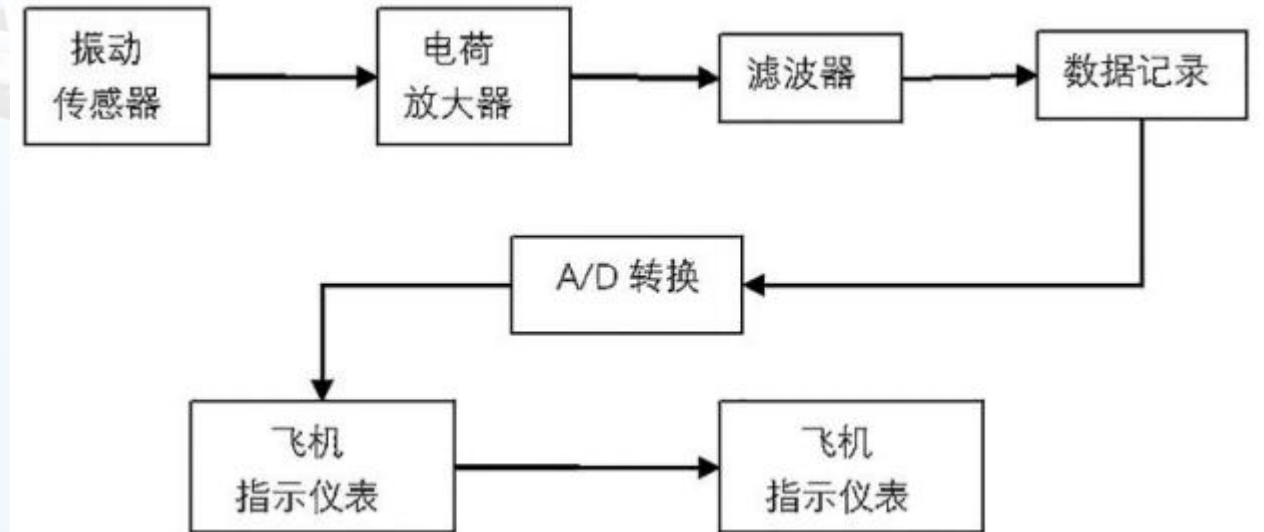 振动
传感器
电荷
放大器
滤波器
数据记录
A/D 转换
飞机
指示仪表
飞机
指示仪表